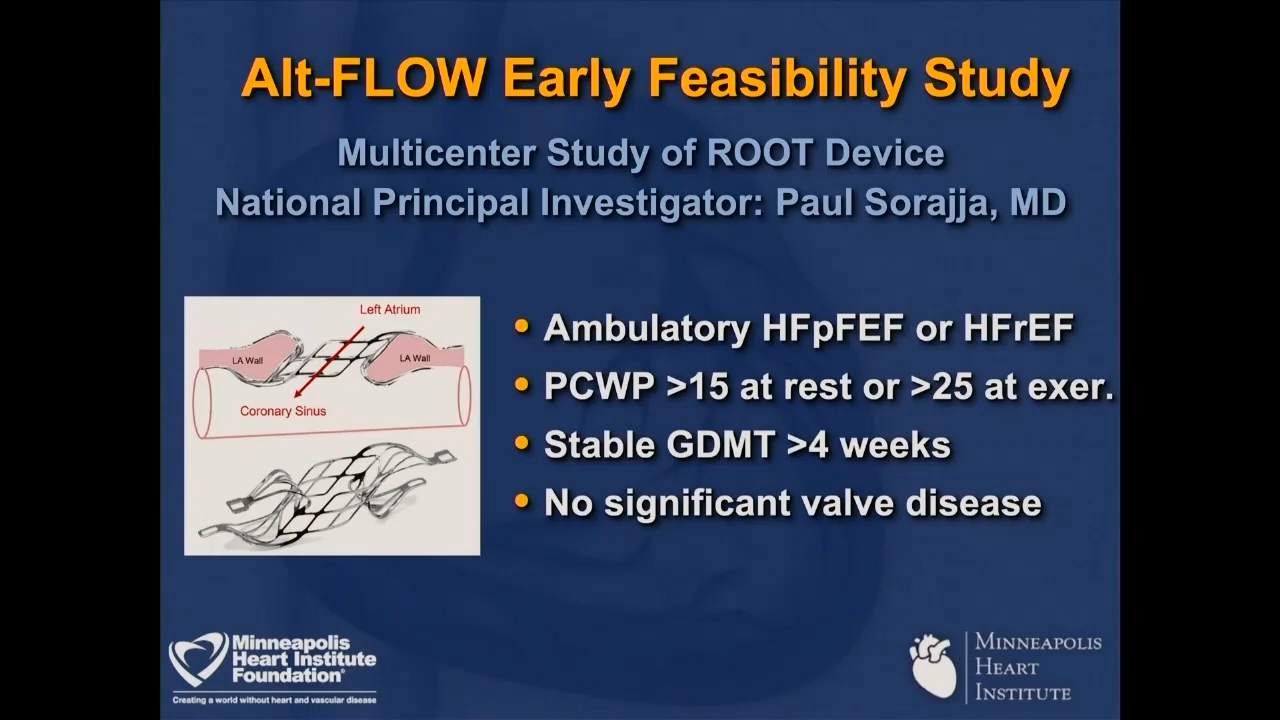 Alt-FLOW Early Feasibility Study
Multicenter Study of ROOT Device
National Principal Investigator: Paul Sorajja, MD
Left Atrium
LA Wall
LA Wall
Coronary Sinus
• Ambulatory HFpFEF or HFrEF
• PCWP >15 at rest or >25 at exer.
• Stable GDMT >4 weeks
• No significant valve disease
Minneapolis
Heart Institute
Foundation®
Creating a world without heart and vascular disease
MINNEAPOLIS
HEART
INSTITUTE